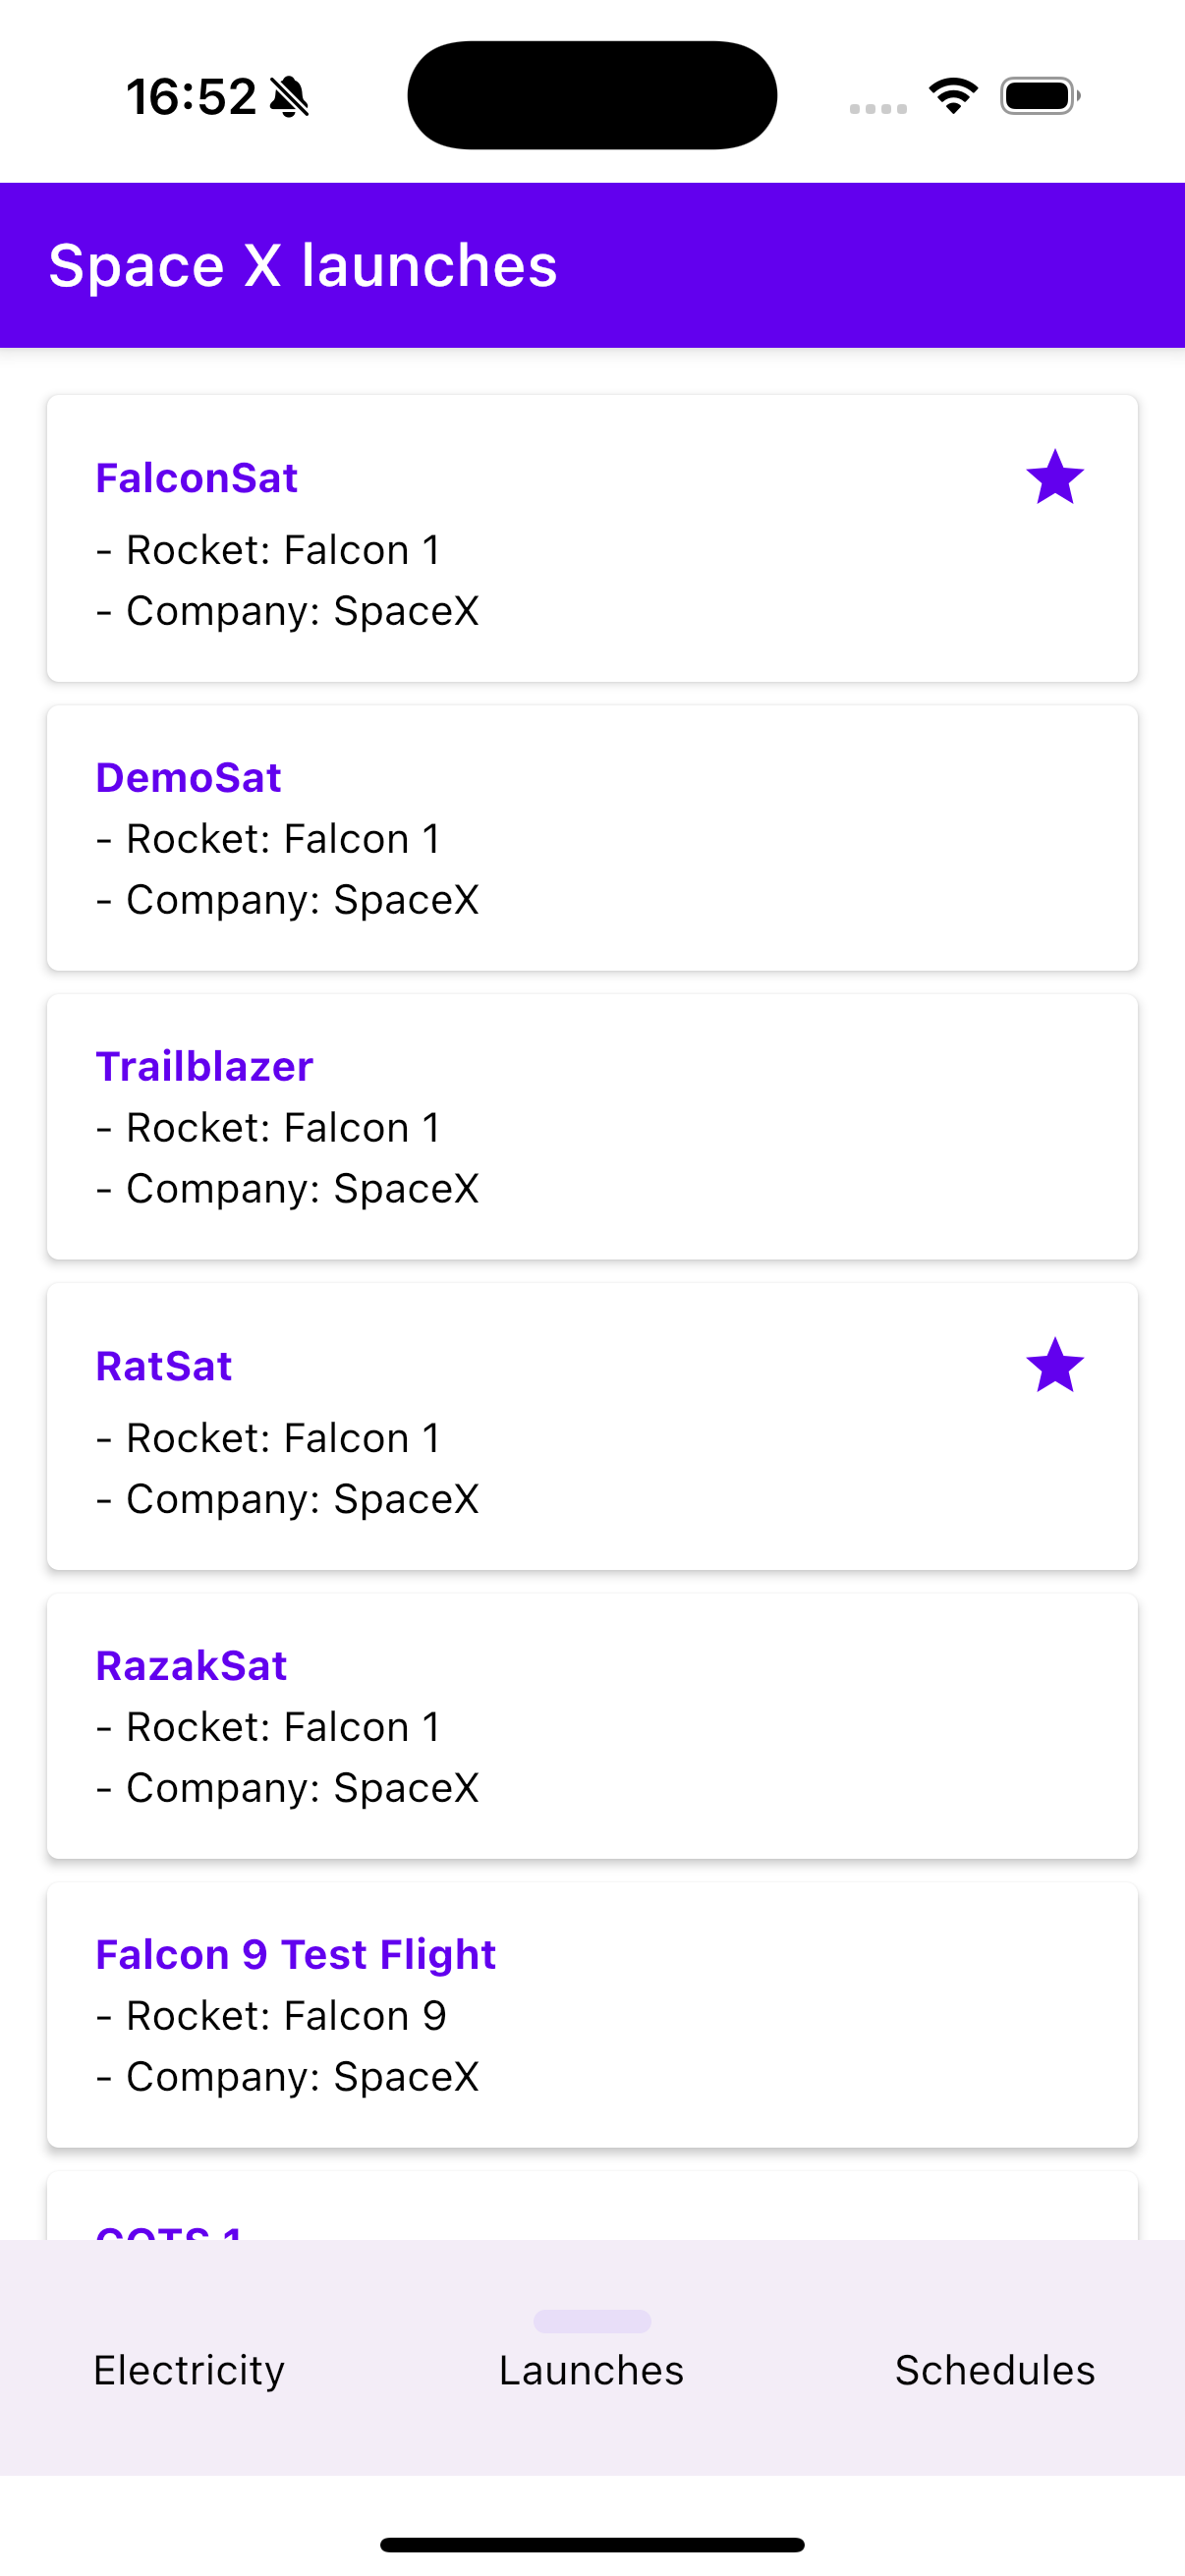 16:52
Space X launches
FalconSat
- Rocket: Falcon 1
- Company: SpaceX
DemoSat
- Rocket: Falcon 1
- Company: SpaceX
Trailblazer
- Rocket: Falcon 1
- Company: SpaceX
RatSat
- Rocket: Falcon 1
- Company: SpaceX
RazakSat
- Rocket: Falcon 1
- Company: SpaceX
Falcon 9 Test Flight
- Rocket: Falcon 9
- Company: SpaceX
COTS 1
Electricity
Launches
Schedules